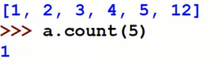 [1, 2, 3, 4, 5, 12]
>>> a.count(5)
1